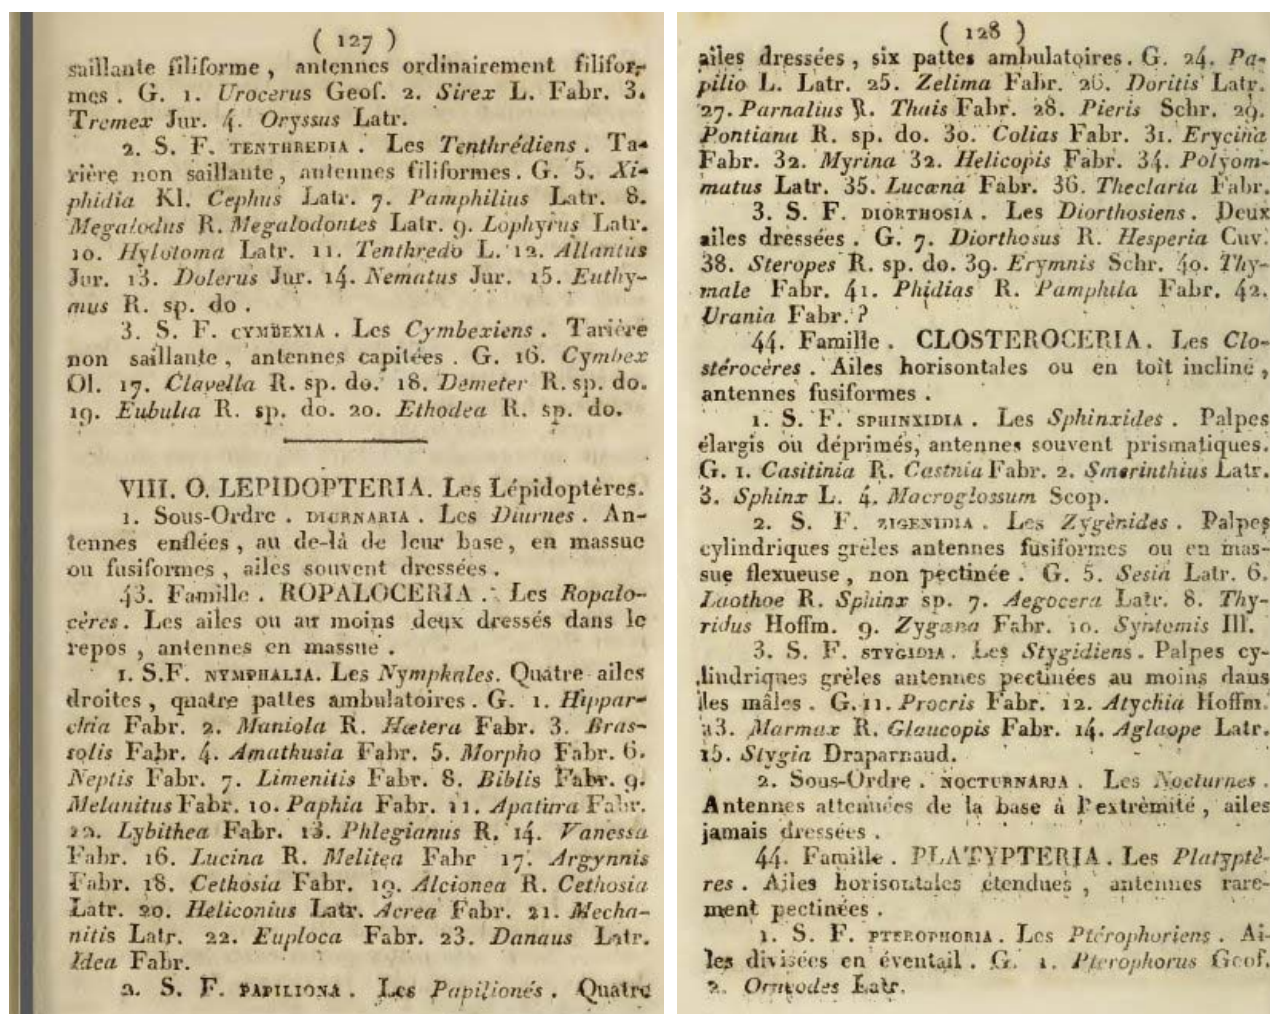 ( 127 )
saillante filiforme , antennes ordinairement filifor-
mes . G. 1. Urocerus Geof. 2. Sirex L. Fabr. 3.
Tremex Jur. 4. Oryssus Latr.
2. S. F. TENTHREDIA . Les Tenthrédiens . Ta-
rière non saillante , antennes filiformes . G. 5. Xi-
phidia Kl. Cephus Latr. 7. Pamphilius Latr. 8.
Megalodus R. Megalodontes Latr. 9. Lophyrus Latr.
10. Hylotoma Latr. 11. Tenthredo L. 12. Allantus
Jur. 13. Dolerus Jur. 14. Nematus Jur. 15. Euthy-
mus R. sp. do .
3. S. F. CYMBEXIA . Les Cymbexiens . Tarière
non saillante , antennes capitées . G. 16. Cymbex
Ol. 17. Clavella R. sp. do. 18. Demeter R. sp. do.
19. Eubulia R. sp. do. 20. Ethodea R. sp. do.
VIII. O. LEPIDOPTERIA. Les Lépidoptères.
1. Sous-Ordre . DIURNARIA . Les Diurnes . An-
tennes enflées , au de-là de leur base , en massue
ou fusiformes , ailes souvent dressées .
43. Famille . ROPALOCERIA . Les Ropalo-
cères . Les ailes ou au moins deux dressés dans le
repos , antennes en massue .
1. S.F. NYMPHALIA. Les Nymphales. Quatre ailes
droites , quatre pattes ambulatoires . G. 1. Hippar-
chia Fabr. 2. Maniola R. Hætera Fabr. 3. Bras-
solis Fabr. 4. Amathusia Fabr. 5. Morpho Fabr. 6.
Neptis Fabr. 7. Limenitis Fabr. 8. Biblis Fabr. 9.
Melanitus Fabr. 10. Paphia Fabr. 11. Apatura Fabr.
12. Lybithea Fabr. 13. Phlegianus R. 14. Vanessa
Fabr. 16. Lucina R. Melitea Fabr 17. Argynnis
Fabr. 18. Cethosia Fabr. 19. Alcionea R. Cethosia
Latr. 20. Heliconius Latr. Acrea Fabr. 21. Mecha-
nitis Latr. 22. Euploca Fabr. 23. Danaus Latr.
Idea Fabr.
2. S. F. PAPILIONA . Les Papilionés . Quatre
( 128 )
ailes dressées , six pattes ambulatoires . G. 24. Pa-
pilio L. Latr. 25. Zelima Fabr. 26. Doritis Latr.
27. Parnalius R. Thais Fabr. 28. Pieris Schr. 29.
Pontiana R. sp. do. 30. Colias Fabr. 31. Erycina
Fabr. 32. Myrina 32. Helicopis Fabr. 34. Polyom-
matus Latr. 35. Lucæna Fabr. 36. Theclaria Fabr.
3. S. F. DIORTHOSIA . Les Diorthosiens . Deux
ailes dressées . G. 7. Diorthosus R. Hesperia Cuv.
38. Steropes R. sp. do. 39. Erymnis Schr. 40. Thy-
male Fabr. 41. Phidias R. Pamphila Fabr. 42.
Urania Fabr. ?
44. Famille . CLOSTEROCERIA . Les Clo-
stérocères . Ailes horisontales ou en toit incliné ,
antennes fusiformes .
1. S. F. SPHINXIDIA . Les Sphinxides . Palpes
élargis ou déprimés, antennes souvent prismatiques.
G. 1. Casitinia R. Castnia Fabr. 2. Smerinthius Latr.
3. Sphinx L. 4. Macroglossum Scop.
2. S. F. ZIGENIDIA . Les Zygènides . Palpes
cylindriques grêles antennes fusiformes ou en mas-
sue flexueuse , non pectinée . G. 5. Sesia Latr. 6.
Laothoe R. Sphinx sp. 7. Aegocera Latr. 8. Thy-
ridus Hoffm. 9. Zygæna Fabr. 10. Syntomis Ill.
3. S. F. STYGIDIA . Les Stygidiens . Palpes cy-
lindriques grèles antennes pectinées au moins dans
les mâles . G. 11. Procris Fabr. 12. Atychia Hoffm.
13. Marmax R. Glaucopis Fabr. 14. Aglaope Latr.
15. Stygia Draparnaud.
2. Sous-Ordre . NOCTURNARIA . Les Nocturnes .
Antennes attenuées de la base à l'extrèmité , ailes
jamais dressées .
44. Famille . PLATYPTERIA . Les Platyptè-
res . Ailes horisontales étendues , antennes rare-
ment pectinées .
1. S. F. PTEROPHORIA . Les Ptérophoriens . Ai-
les divisées en éventail . G. 1. Pterophorus Geof.
2. Orneodes Latr.